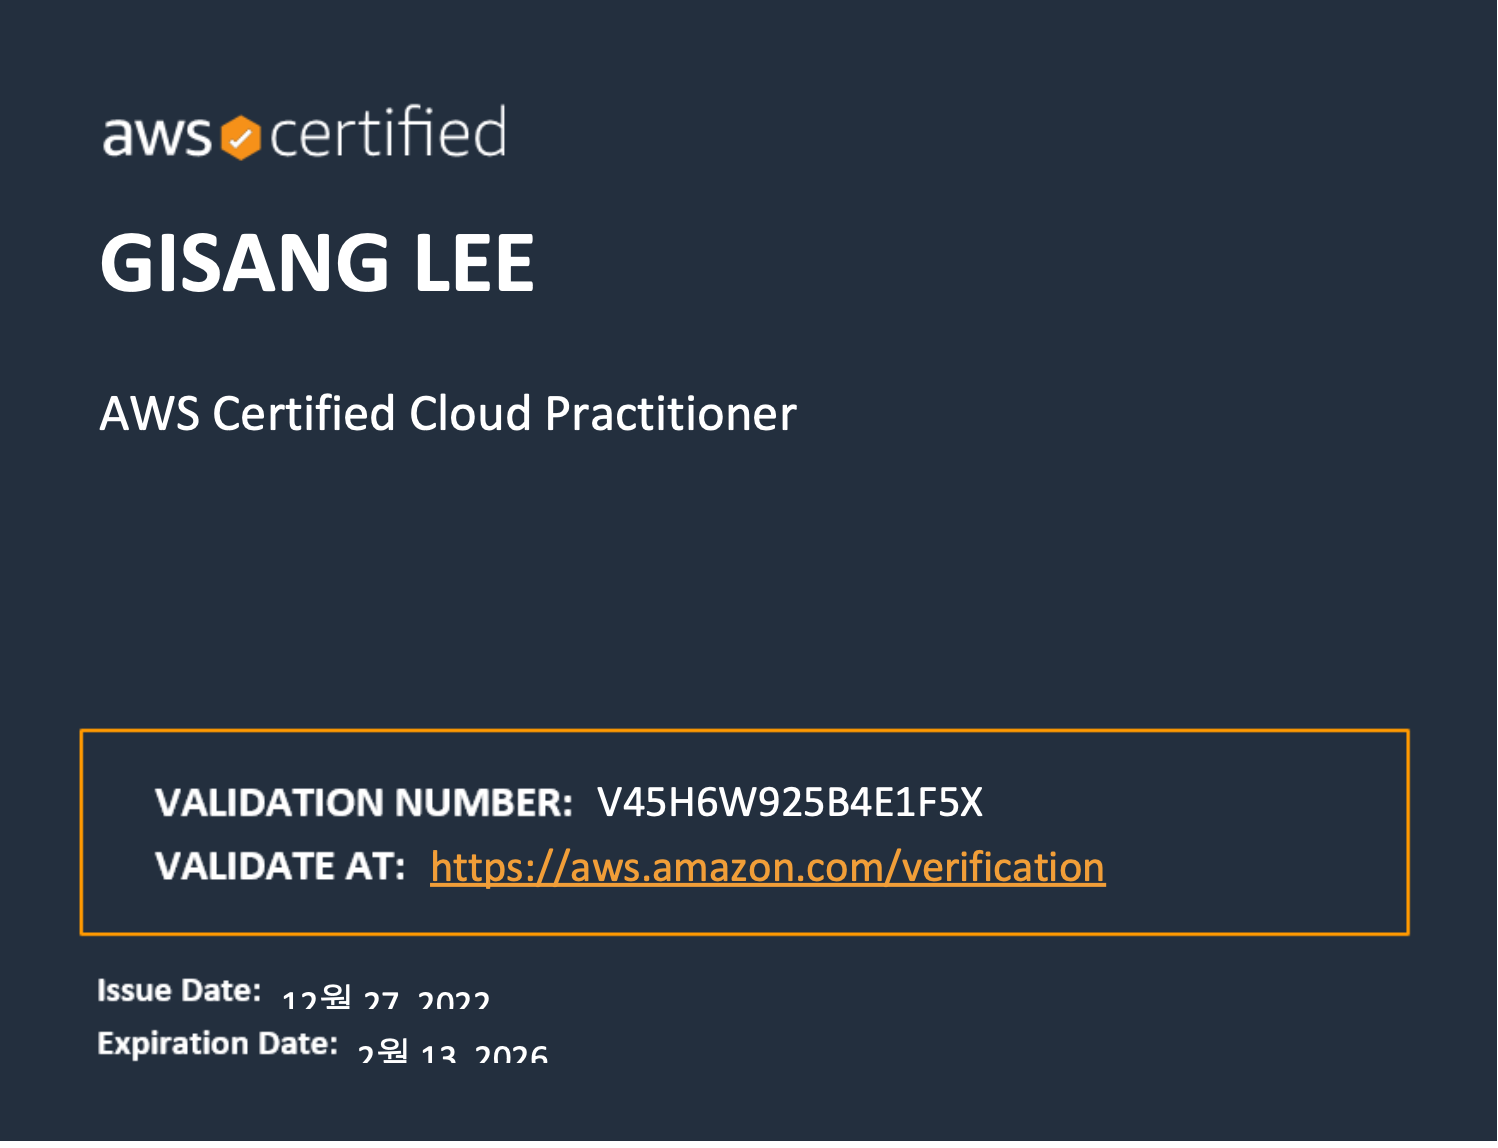 aws certified
GISANG LEE
AWS Certified Cloud Practitioner
VALIDATION NUMBER: V45H6W925B4E1F5X
VALIDATE AT: https://aws.amazon.com/verification
Issue Date: 12월 27, 2022
Expiration Date: 2월 13, 2026